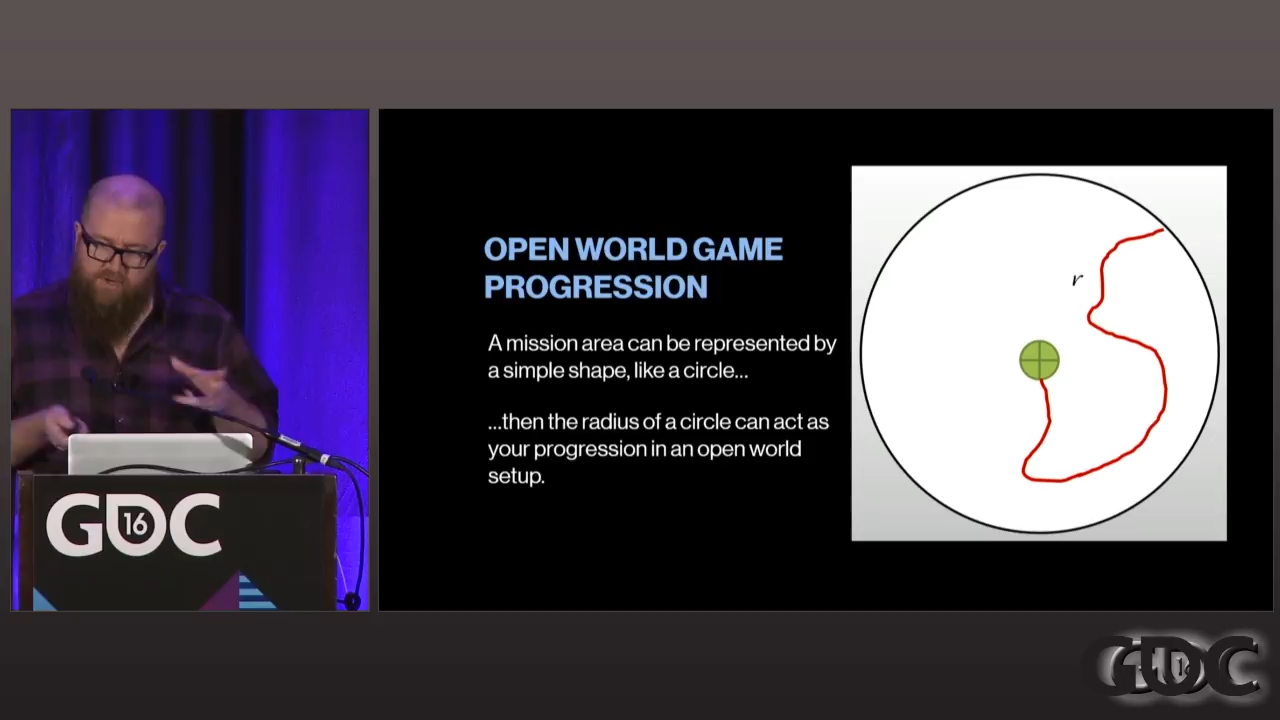 OPEN WORLD GAME
PROGRESSION
A mission area can be represented by
a simple shape, like a circle...
...then the radius of a circle can act as
your progression in an open world
setup.
r
GDC
16
GDC
16